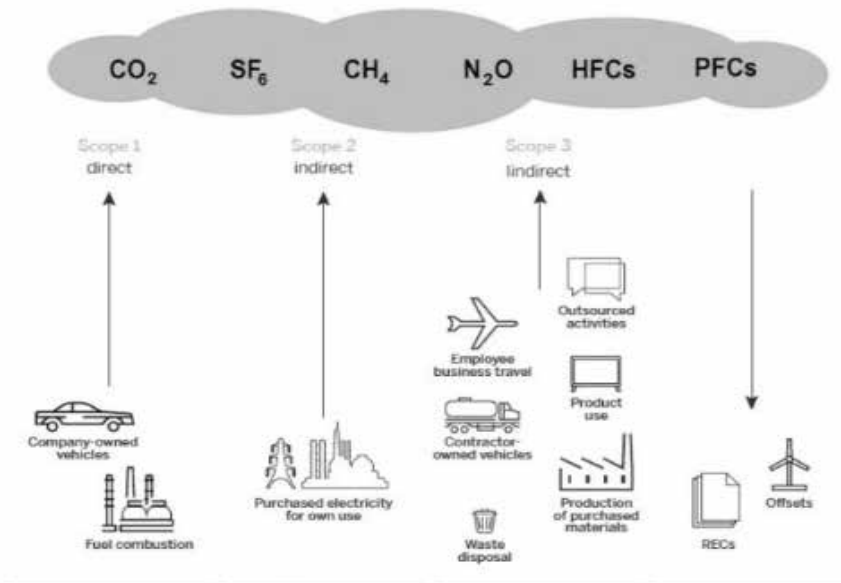 CO₂ SF₆ CH₄ N₂O HFCs PFCs
Scope 1
direct
Scope 2
indirect
Scope 3
lindirect
Outsourced
activities
Employee
business travel
Product
use
Company-owned
vehicles
Contractor-
owned vehicles
Purchased electricity
for own use
Production
of purchased
materials
Offsets
Fuel combustion
Waste
disposal
RECs